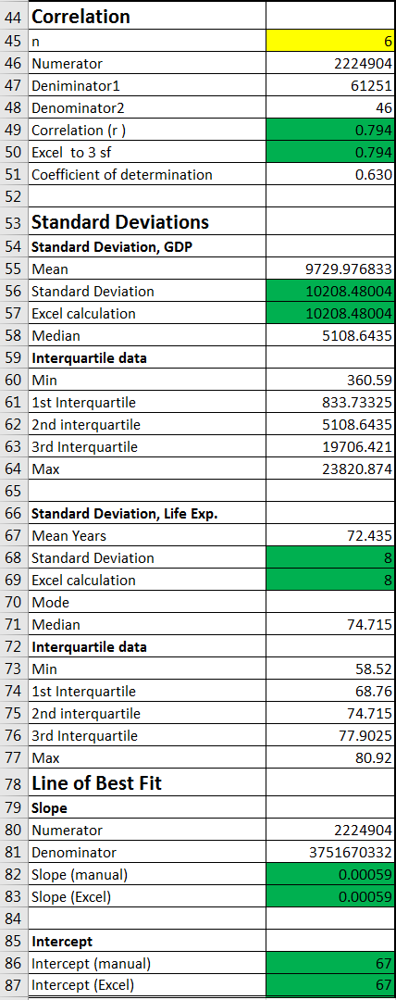 44 Correlation
45 n 6
46 Numerator 2224904
47 Deniminator1 61251
48 Denominator2 46
49 Correlation (r ) 0.794
50 Excel to 3 sf 0.794
51 Coefficient of determination 0.630
52
53 Standard Deviations
54 Standard Deviation, GDP
55 Mean 9729.976833
56 Standard Deviation 10208.48004
57 Excel calculation 10208.48004
58 Median 5108.6435
59 Interquartile data
60 Min 360.59
61 1st Interquartile 833.73325
62 2nd interquartile 5108.6435
63 3rd Interquartile 19706.421
64 Max 23820.874
65
66 Standard Deviation, Life Exp.
67 Mean Years 72.435
68 Standard Deviation 8
69 Excel calculation 8
70 Mode
71 Median 74.715
72 Interquartile data
73 Min 58.52
74 1st Interquartile 68.76
75 2nd interquartile 74.715
76 3rd Interquartile 77.9025
77 Max 80.92
78 Line of Best Fit
79 Slope
80 Numerator 2224904
81 Denominator 3751670332
82 Slope (manual) 0.00059
83 Slope (Excel) 0.00059
84
85 Intercept
86 Intercept (manual) 67
87 Intercept (Excel) 67